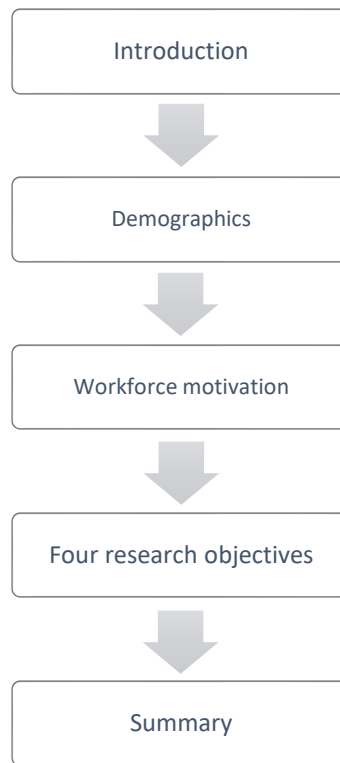 Introduction
Demographics
Workforce motivation
Four research objectives
Summary